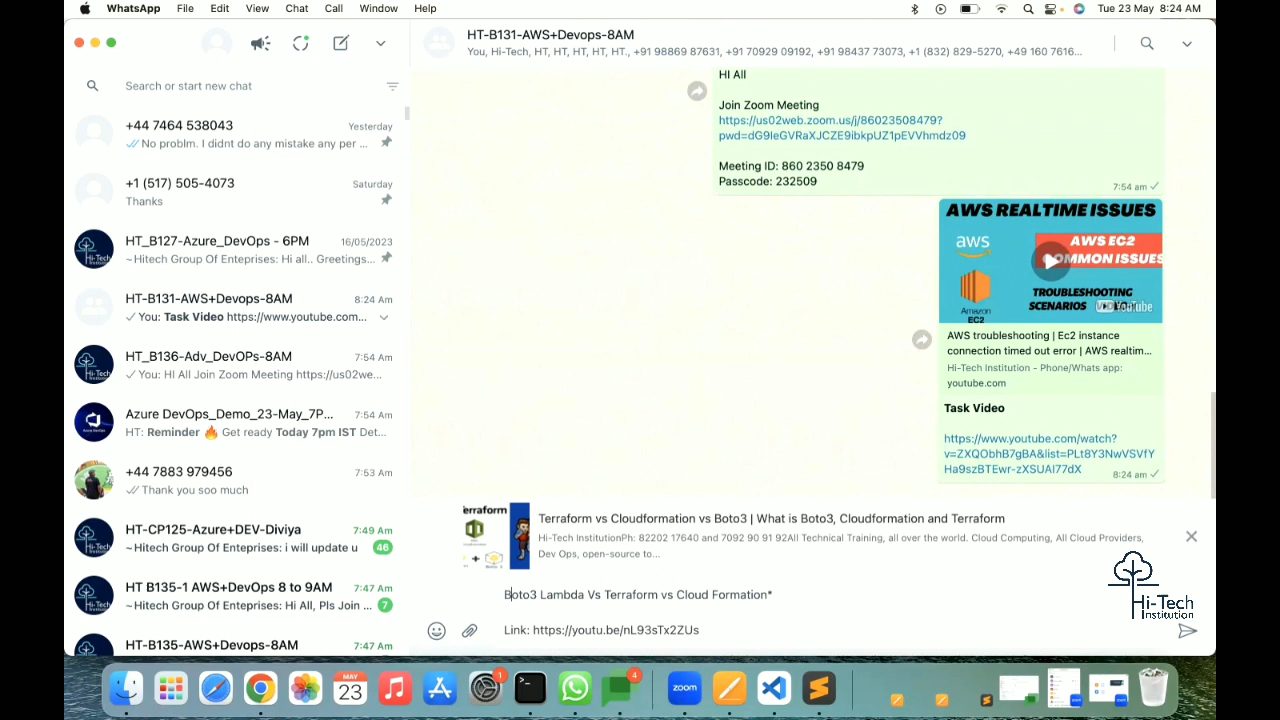 WhatsApp File Edit View Chat Call Window Help
Tue 23 May 8:24 AM
HT-B131-AWS+Devops-8AM
You, Hi-Tech, HT, HT, HT, HT, HT., +91 98869 87631, +91 70929 09192, +91 98437 73073, +1 (832) 829-5270, +49 160 7616...
Search or start new chat
+44 7464 538043
Yesterday
No problm. I didnt do any mistake any per ...
+1 (517) 505-4073
Saturday
Thanks
HT_B127-Azure_DevOps - 6PM
16/05/2023
~Hitech Group Of Enteprises: Hi all.. Greetings...
HT-B131-AWS+Devops-8AM
8:24 Am
You: Task Video https://www.youtube.com...
HT_B136-Adv_DevOPs-8AM
7:54 Am
You: HI All Join Zoom Meeting https://us02we...
Azure DevOps_Demo_23-May_7P...
7:54 Am
HT: Reminder 🔥 Get ready Today 7pm IST Det...
+44 7883 979456
7:53 Am
Thank you soo much
HT-CP125-Azure+DEV-Diviya
7:49 Am
~Hitech Group Of Enteprises: i will update u
46
HT B135-1 AWS+DevOps 8 to 9AM
7:47 Am
~Hitech Group Of Enteprises: Hi All, Pls Join ...
7
HT-B135-AWS+DevOps-8AM
7:47 Am
HI All
Join Zoom Meeting
https://us02web.zoom.us/j/86023508479?
pwd=dG9IeGVRaXJCZE9ibkpUZ1pEVVhmdz09
Meeting ID: 860 2350 8479
Passcode: 232509
7:54 am
AWS REALTIME ISSUES
aws
AWS EC2
COMMON ISSUES
Amazon
EC2
TROUBLESHOOTING
SCENARIOS
YouTube
AWS troubleshooting | Ec2 instance
connection timed out error | AWS realtim...
Hi-Tech Institution - Phone/Whats app:
youtube.com
Task Video
https://www.youtube.com/watch?
v=ZXQObhB7gBA&list=PLt8Y3NwVSVfY
Ha9szBTEwr-zXSUAI77dX
8:24 am
erraform
Terraform vs Cloudformation vs Boto3 | What is Boto3, Cloudformation and Terraform
Hi-Tech InstitutionPh: 82202 17640 and 7092 90 91 92All Technical Training, all over the world. Cloud Computing, All Cloud Providers,
Dev Ops, open-source to...
Boto3 Lambda Vs Terraform vs Cloud Formation*
Link: https://youtu.be/nL93sTx2ZUs
Hi-Tech
Institution
MAY
23
1
4
zoom